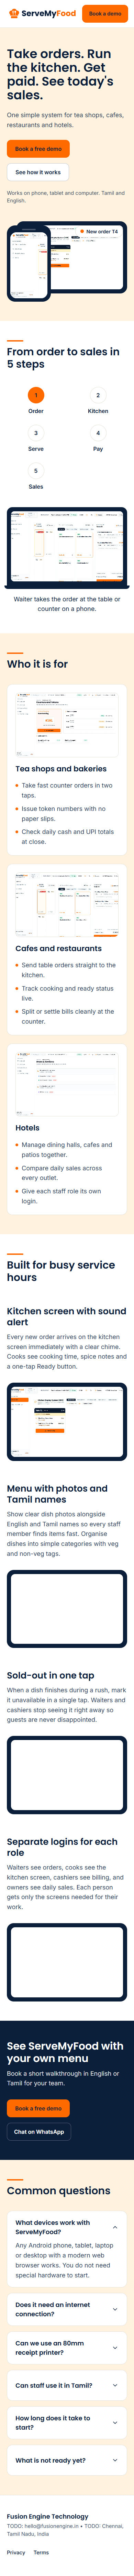 ServeMyFood
Book a demo
Take orders. Run
the kitchen. Get
paid. See today's
sales.
One simple system for tea shops, cafes,
restaurants and hotels.
Book a free demo
See how it works
Works on phone, tablet and computer. Tamil and
English.
New order T4
From order to sales in
5 steps
1
2
Order
Kitchen
3
4
Serve
Pay
5
Sales
Waiter takes the order at the table or
counter on a phone.
Who it is for
Tea shops and bakeries
Take fast counter orders in two
taps.
Issue token numbers with no
paper slips.
Check daily cash and UPI totals
at close.
Cafes and restaurants
Send table orders straight to the
kitchen.
Track cooking and ready status
live.
Split or settle bills cleanly at the
counter.
Hotels
Manage dining halls, cafes and
patios together.
Compare daily sales across
every outlet.
Give each staff role its own
login.
Built for busy service
hours
Kitchen screen with sound
alert
Every new order arrives on the kitchen
screen immediately with a clear chime.
Cooks see cooking time, spice notes and
a one-tap Ready button.
Menu with photos and
Tamil names
Show clear dish photos alongside
English and Tamil names so every staff
member finds items fast. Organise
dishes into simple categories with veg
and non-veg tags.
Sold-out in one tap
When a dish finishes during a rush, mark
it unavailable in a single tap. Waiters and
cashiers stop seeing it right away so
guests are never disappointed.
Separate logins for each
role
Waiters see orders, cooks see the
kitchen screen, cashiers see billing, and
owners see daily sales. Each person
gets only the screens needed for their
work.
See ServeMyFood with
your own menu
Book a short walkthrough in English or
Tamil for your team.
Book a free demo
Chat on WhatsApp
Common questions
What devices work with
ServeMyFood?
Any Android phone, tablet, laptop
or desktop with a modern web
browser works. You do not need
special hardware to start.
Does it need an internet
connection?
Can we use an 80mm
receipt printer?
Can staff use it in Tamil?
How long does it take to
start?
What is not ready yet?
Fusion Engine Technology
TODO: hello@fusionengine.in • TODO: Chennai,
Tamil Nadu, India
Privacy
Terms